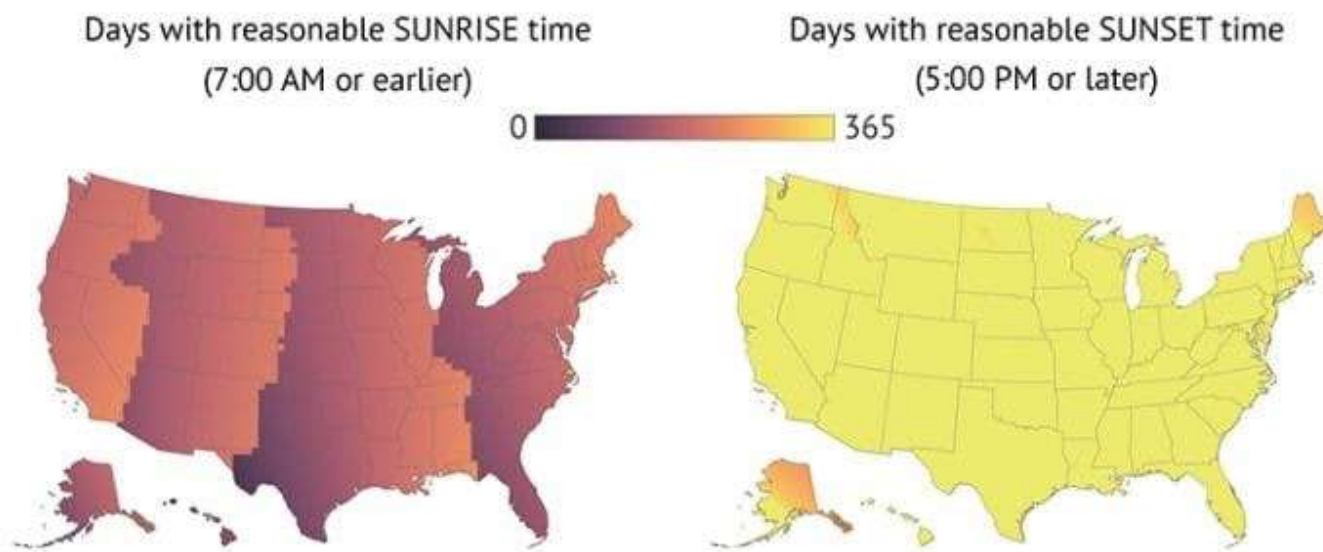 Days with reasonable SUNRISE time
(7:00 AM or earlier)
Days with reasonable SUNSET time
(5:00 PM or later)
0
365